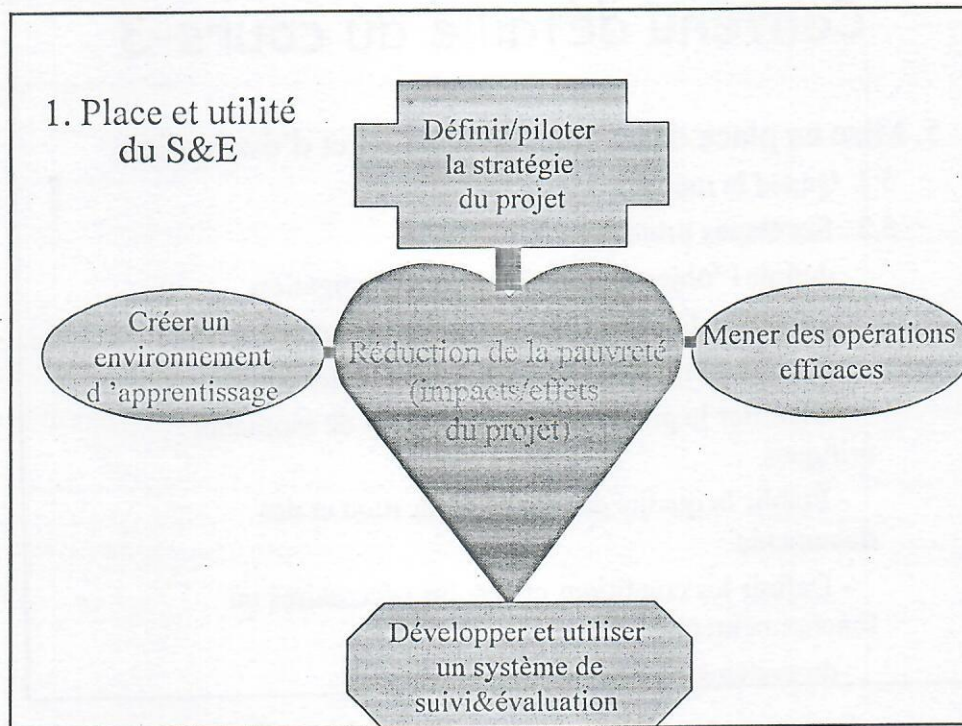 1. Place et utilité
du S&E
Définir/piloter
la stratégie
du projet
Créer un
environnement
d 'apprentissage
Réduction de la pauvreté
(impacts/effets
du projet)
Mener des opérations
efficaces
Développer et utiliser
un système de
suivi&évaluation